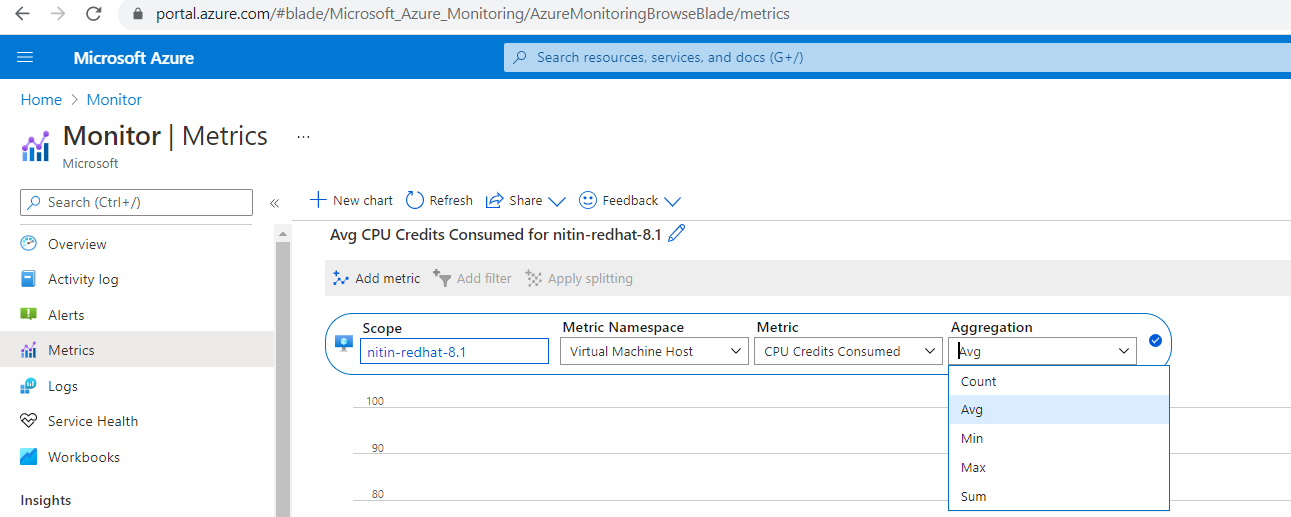 portal.azure.com/#blade/Microsoft_Azure_Monitoring/AzureMonitoringBrowseBlade/metrics
Microsoft Azure
Search resources, services, and docs (G+/)
Home > Monitor
Monitor | Metrics ...
Microsoft
Search (Ctrl+/) «
Overview
Activity log
Alerts
Metrics
Logs
Service Health
Workbooks
Insights
New chart Refresh Share Feedback
Avg CPU Credits Consumed for nitin-redhat-8.1
Add metric Add filter Apply splitting
Scope Metric Namespace Metric Aggregation
nitin-redhat-8.1 Virtual Machine Host CPU Credits Consumed Avg
Count
Avg
Min
Max
Sum
100
90
80